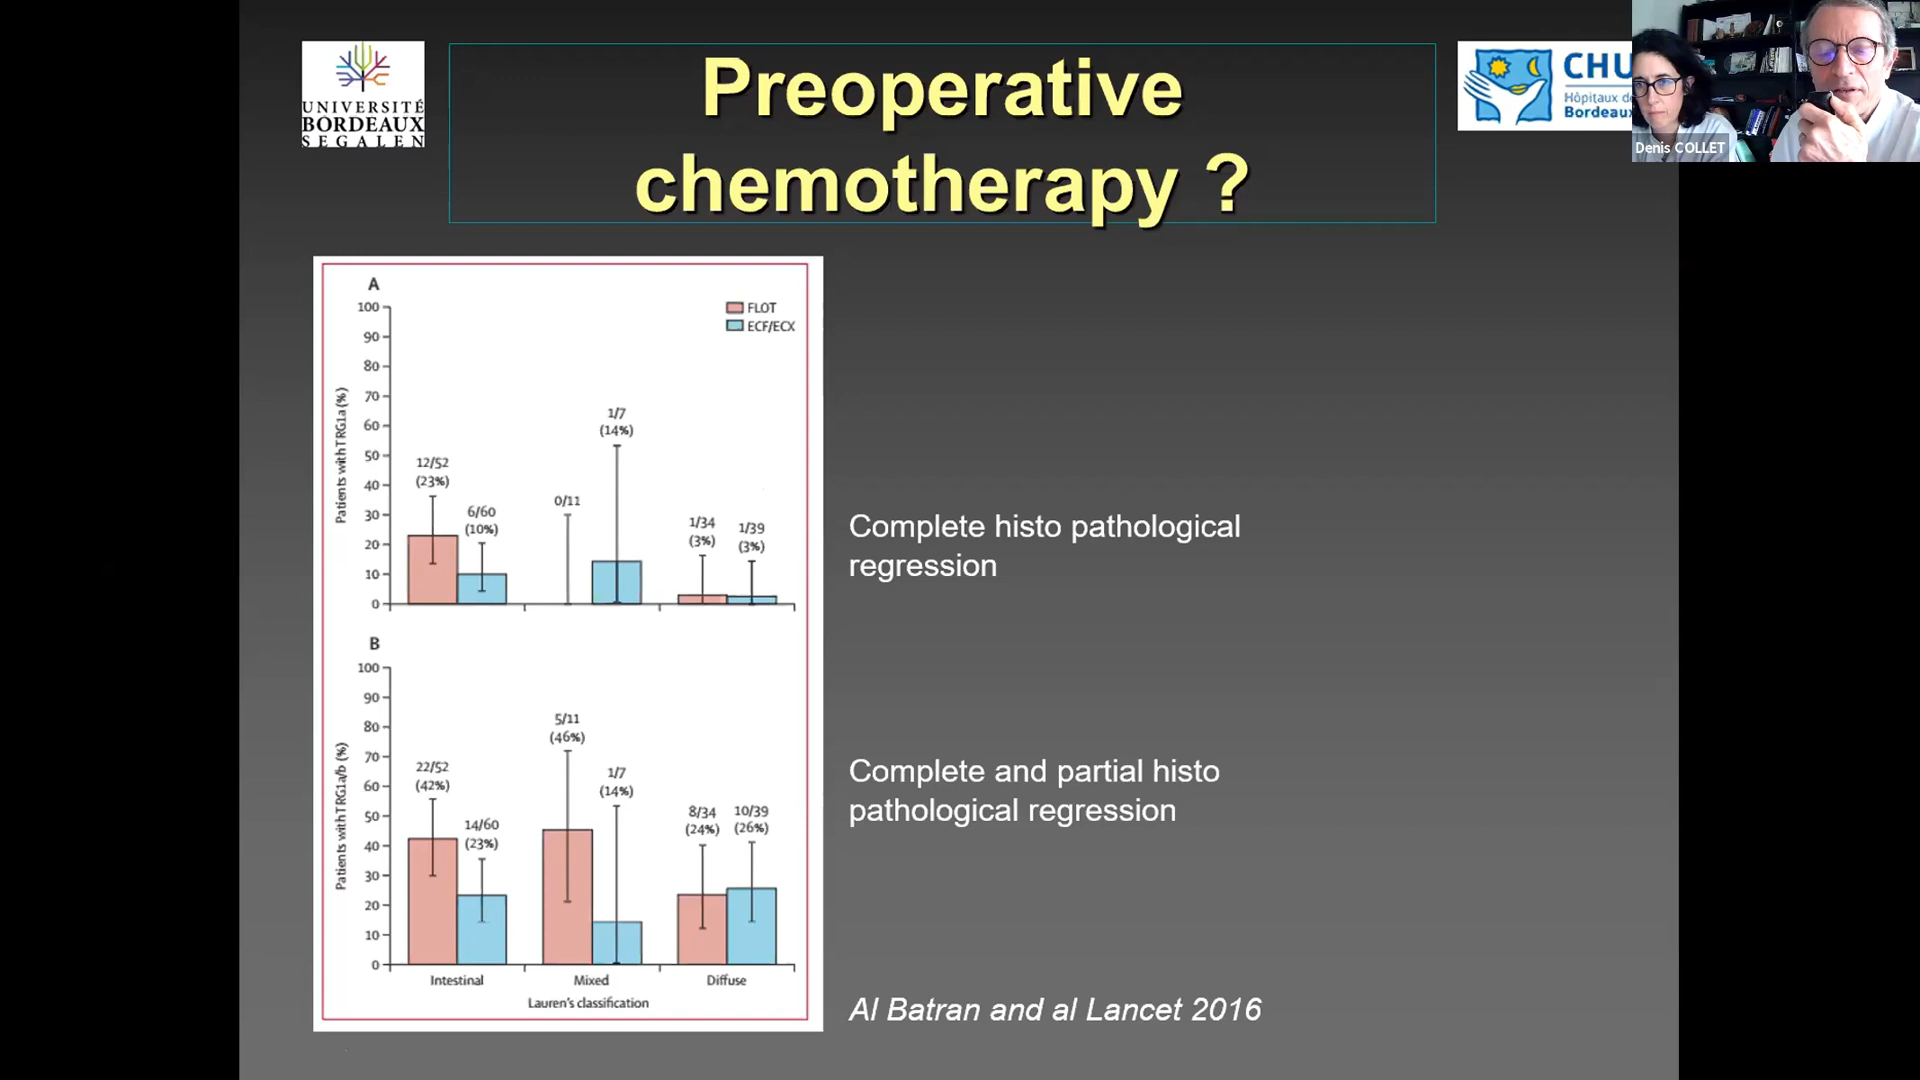 UNIVERSITÉ
BORDEAUX
SEGALEN
Preoperative
chemotherapy ?
CHU
Hôpitaux d
Bordeaux
Denis COLLET
A
FLOT
ECF/ECX
Patients with TRG1a (%)
100
90
80
70
60
50
40
30
20
10
0
12/52
(23%)
6/60
(10%)
0/11
1/7
(14%)
1/34
(3%)
1/39
(3%)
Complete histo pathological
regression
B
Patients with TRG1a/b (%)
100
90
80
70
60
50
40
30
20
10
0
22/52
(42%)
14/60
(23%)
5/11
(46%)
1/7
(14%)
8/34
(24%)
10/39
(26%)
Intestinal
Mixed
Diffuse
Lauren's classification
Complete and partial histo
pathological regression
Al Batran and al Lancet 2016